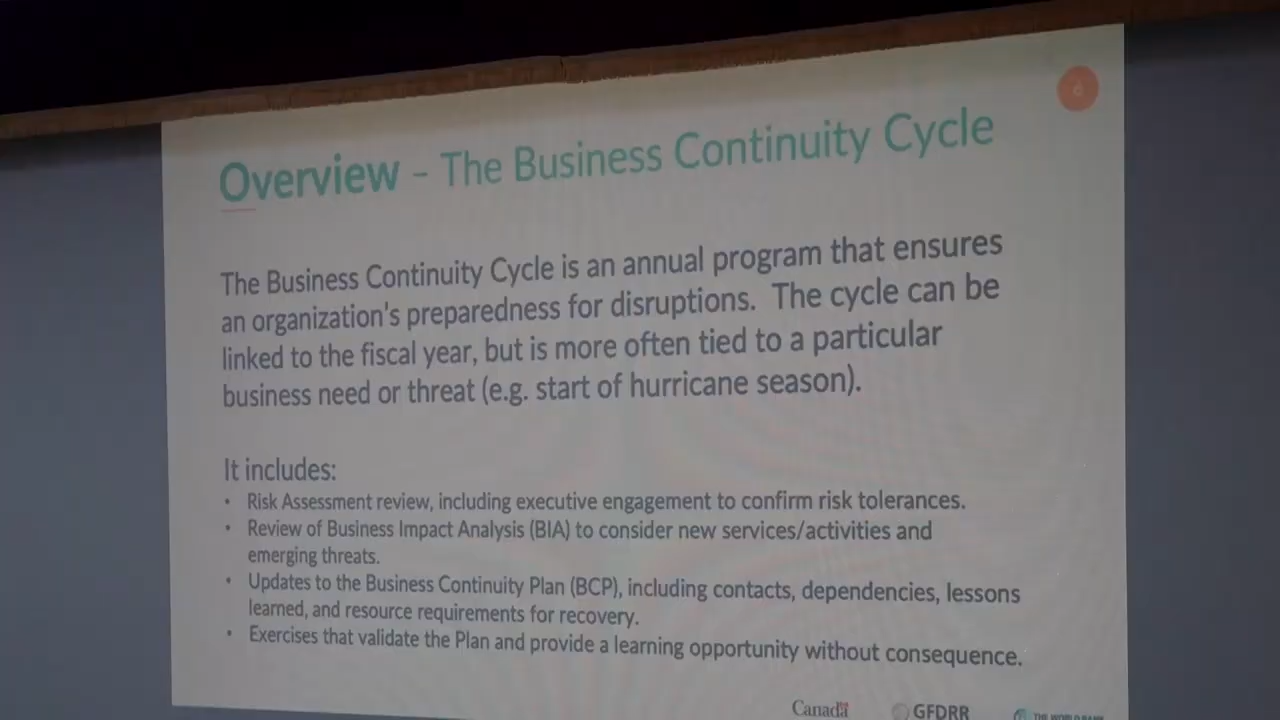 Overview – The Business Continuity Cycle
The Business Continuity Cycle is an annual program that ensures
an organization's preparedness for disruptions. The cycle can be
linked to the fiscal year, but is more often tied to a particular
business need or threat (e.g. start of hurricane season).
It includes:
• Risk Assessment review, including executive engagement to confirm risk tolerances.
• Review of Business Impact Analysis (BIA) to consider new services/activities and
emerging threats.
• Updates to the Business Continuity Plan (BCP), including contacts, dependencies, lessons
learned, and resource requirements for recovery.
• Exercises that validate the Plan and provide a learning opportunity without consequence.
Canada GFDRR THE WORLD BANK